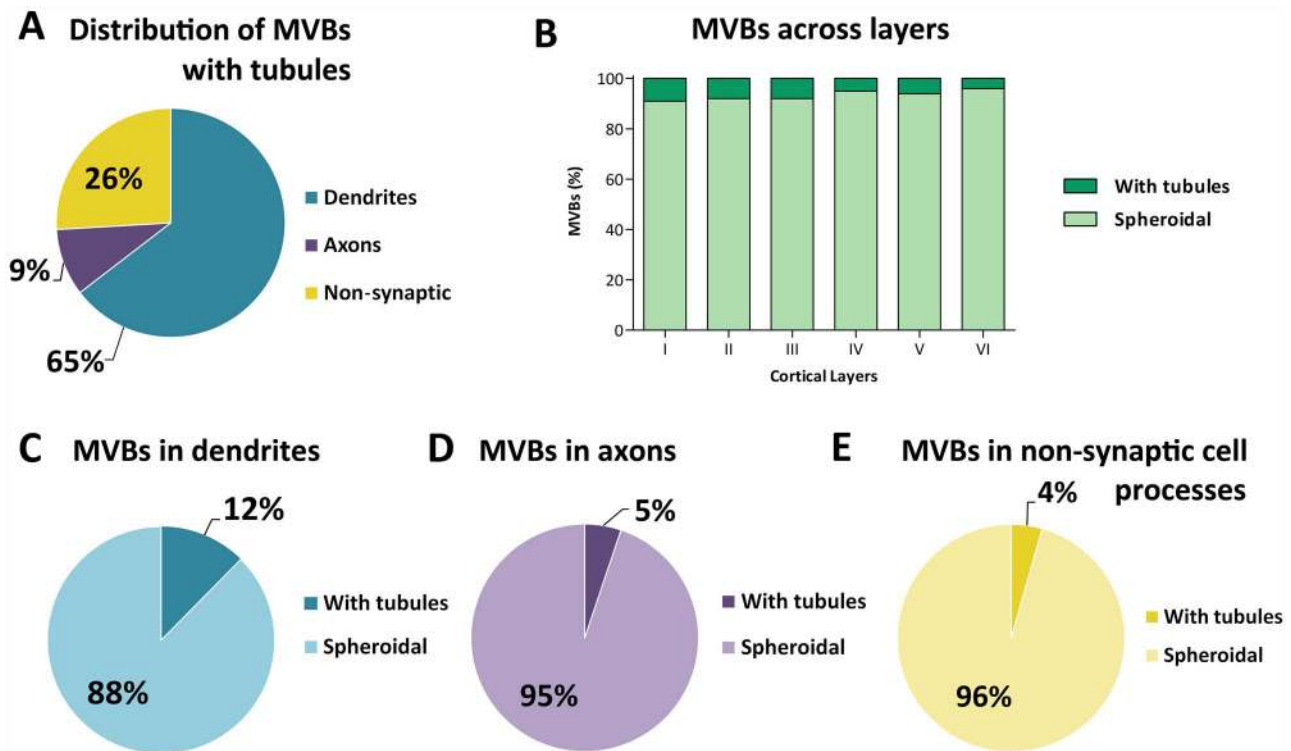 A
Distribution of MVBs
with tubules
26%
9%
65%
Dendrites
Axons
Non-synaptic
B
MVBs across layers
100
80
60
40
20
0
MVBs (%)
I II III IV V VI
Cortical Layers
With tubules
Spheroidal
C MVBs in dendrites
12%
88%
With tubules
Spheroidal
D MVBs in axons
5%
95%
With tubules
Spheroidal
E MVBs in non-synaptic cell
processes
4%
96%
With tubules
Spheroidal